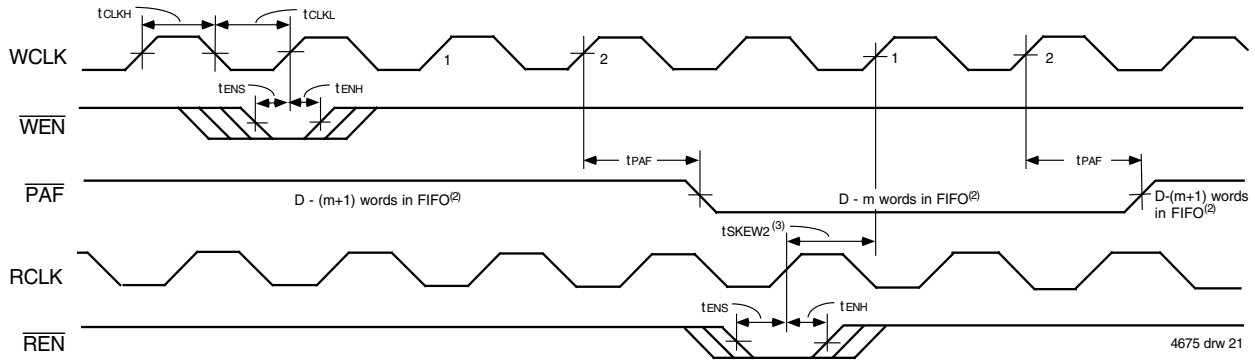 tCLKH
tCLKL
WCLK
1
2
1
2
tENS
tENH
WEN
tPAF
tPAF
PAF
D - (m+1) words in FIFO(2)
D - m words in FIFO(2)
D-(m+1) words
in FIFO(2)
tSKEW2(3)
RCLK
tENS
tENH
REN
4675 drw 21